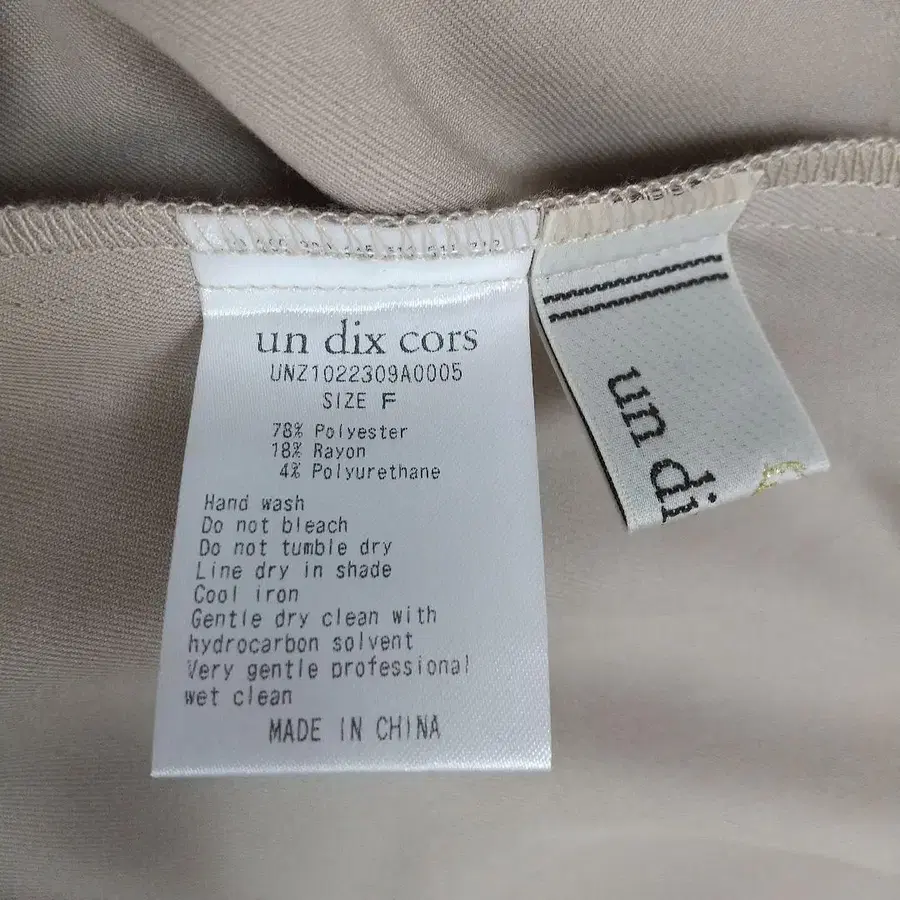 un dix cors
UNZ1022309A0005
SIZE F
78% Polyester
18% Rayon
4% Polyurethane
Hand wash
Do not bleach
Do not tumble dry
Line dry in shade
Cool iron
Gentle dry clean with
hydrocarbon solvent
Very gentle professional
wet clean
MADE IN CHINA
un di